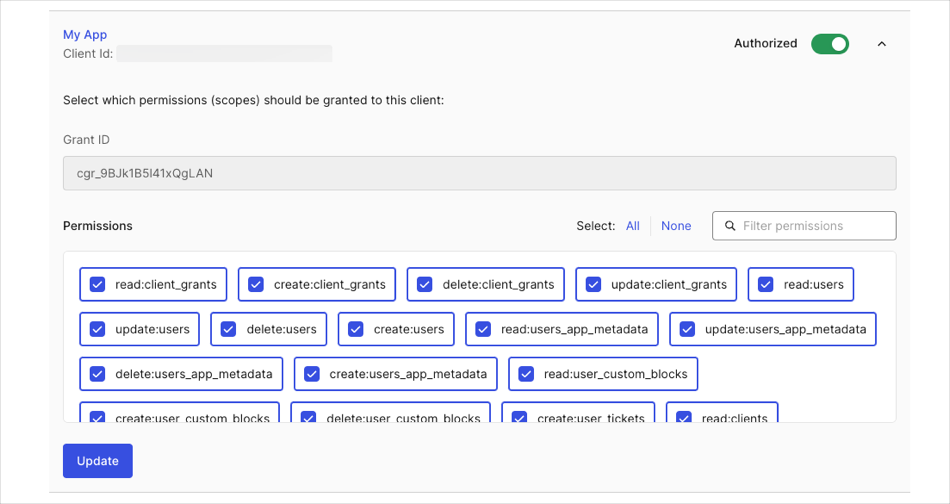 My App
Client Id:
Authorized
Select which permissions (scopes) should be granted to this client:
Grant ID
cgr_9BJk1B5I41xQgLAN
Permissions
Select: All None
Filter permissions
read:client_grants create:client_grants delete:client_grants update:client_grants read:users
update:users delete:users create:users read:users_app_metadata update:users_app_metadata
delete:users_app_metadata create:users_app_metadata read:user_custom_blocks
create:user_custom_blocks delete:user_custom_blocks create:user_tickets read:clients
Update